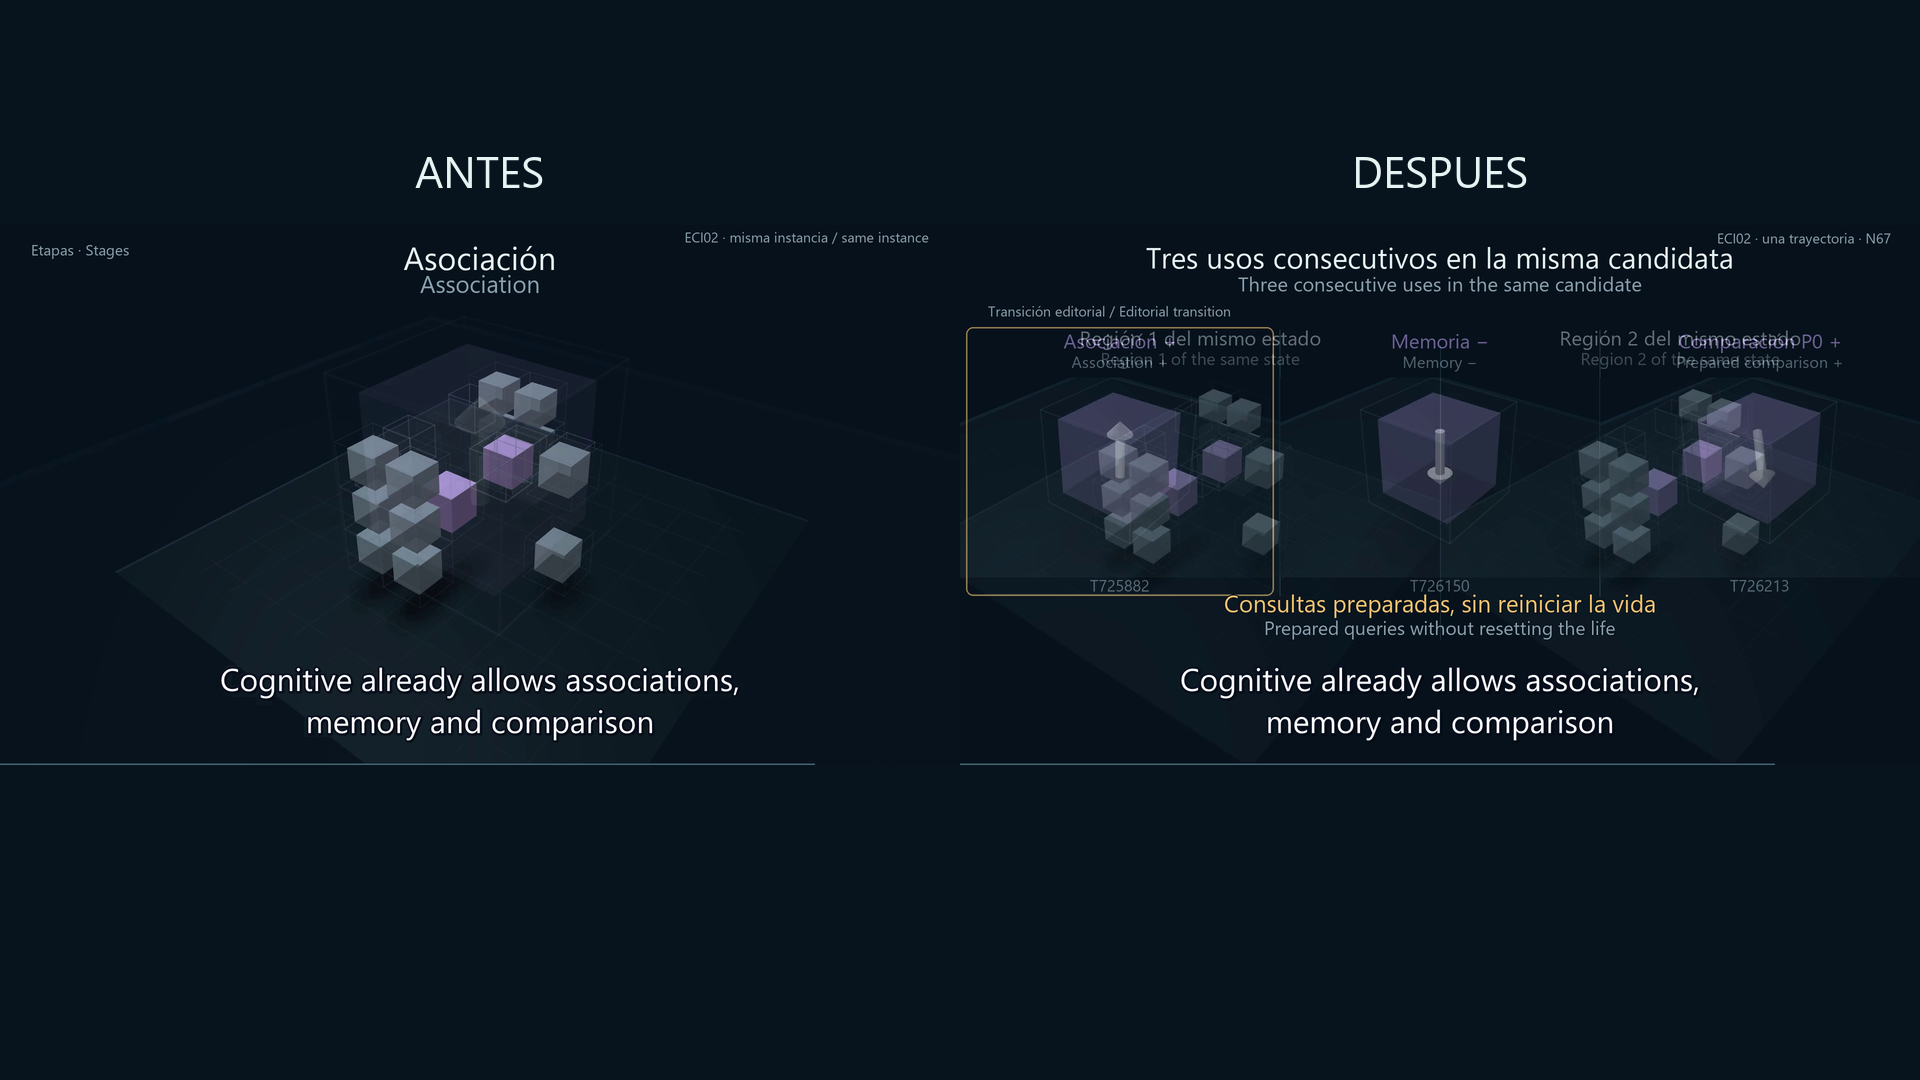 ANTES
Etapas · Stages
ECI02 · misma instancia / same instance
Asociación
Association
Cognitive already allows associations,
memory and comparison
DESPUES
ECI02 · una trayectoria · N67
Tres usos consecutivos en la misma candidata
Three consecutive uses in the same candidate
Transición editorial / Editorial transition
Región 1 del mismo estado
Region 1 of the same state
Asociación +
Association +
Memoria −
Memory −
Región 2 del mismo estado
Region 2 of the same state
Comparación P0 +
Prepared comparison +
T725882
T726150
T726213
Consultas preparadas, sin reiniciar la vida
Prepared queries without resetting the life
Cognitive already allows associations,
memory and comparison